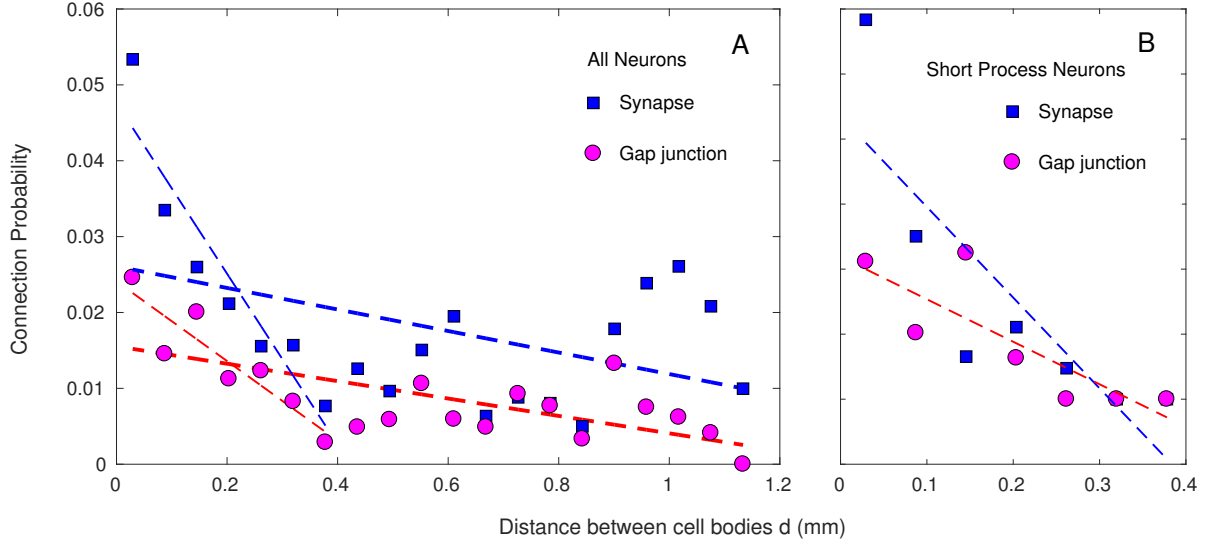 0.06
0.05
0.04
0.03
0.02
0.01
0
Connection Probability
A
All Neurons
Synapse
Gap junction
0
0.2
0.4
0.6
0.8
1
1.2
B
Short Process Neurons
Synapse
Gap junction
0
0.1
0.2
0.3
0.4
Distance between cell bodies d (mm)